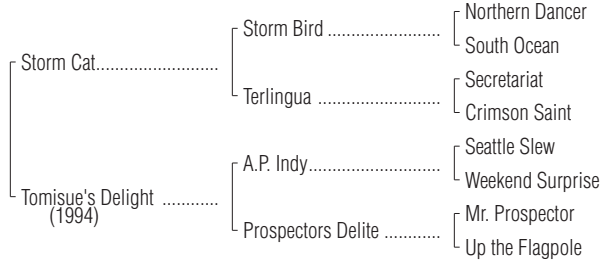 Northern Dancer
Storm Bird ............................
South Ocean
Storm Cat..........................
Secretariat
Terlingua ..............................
Crimson Saint
Seattle Slew
A.P. Indy................................
Weekend Surprise
Tomisue's Delight ............
(1994)
Mr. Prospector
Prospectors Delite .............
Up the Flagpole